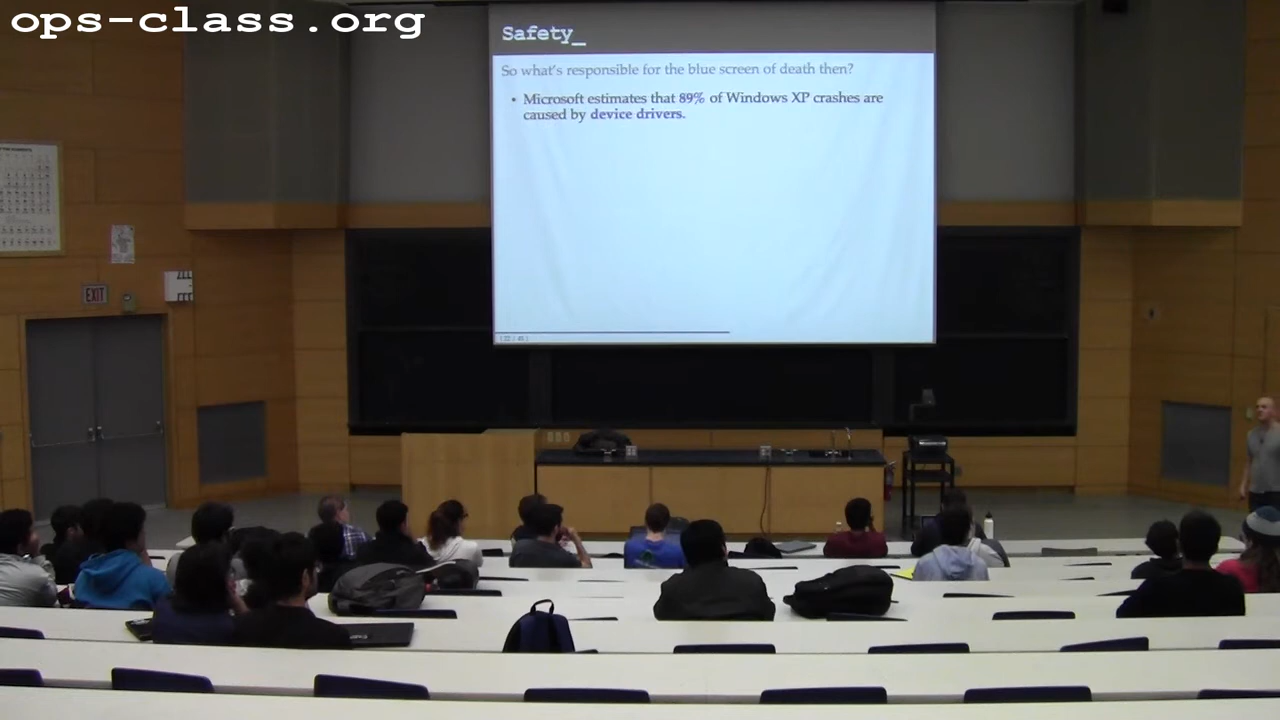 ops-class.org
Safety_
So what's responsible for the blue screen of death then?
• Microsoft estimates that 89% of Windows XP crashes are
caused by device drivers.
EXIT